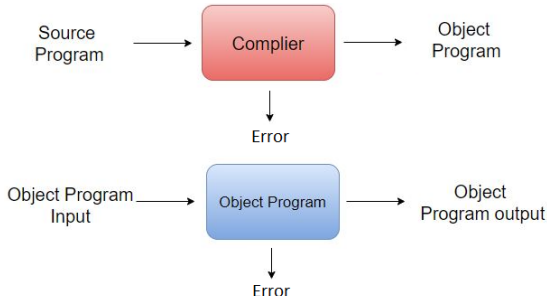 Source
Program
Complier
Object
Program
Error
Object Program
Input
Object Program
Object
Program output
Error